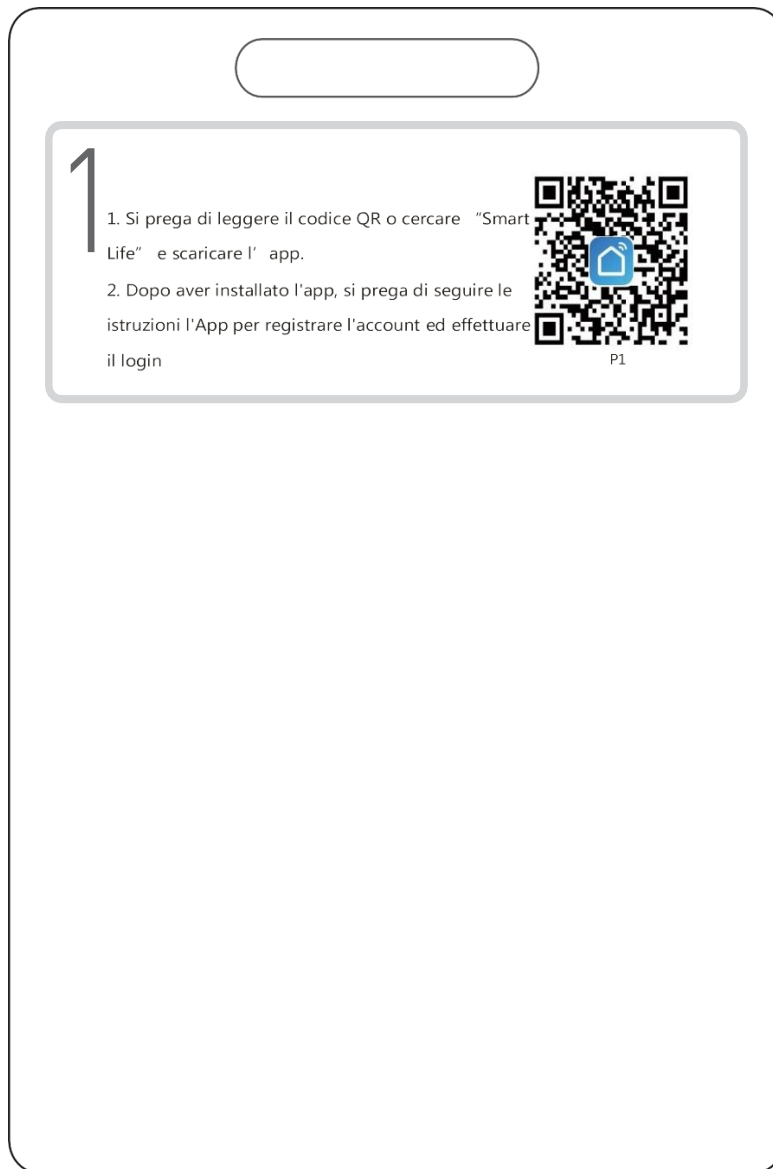 1
1. Si prega di leggere il codice QR o cercare “Smart
Life” e scaricare l’ app.
2. Dopo aver installato l'app, si prega di seguire le
istruzioni l'App per registrare l'account ed effettuare
il login
P1